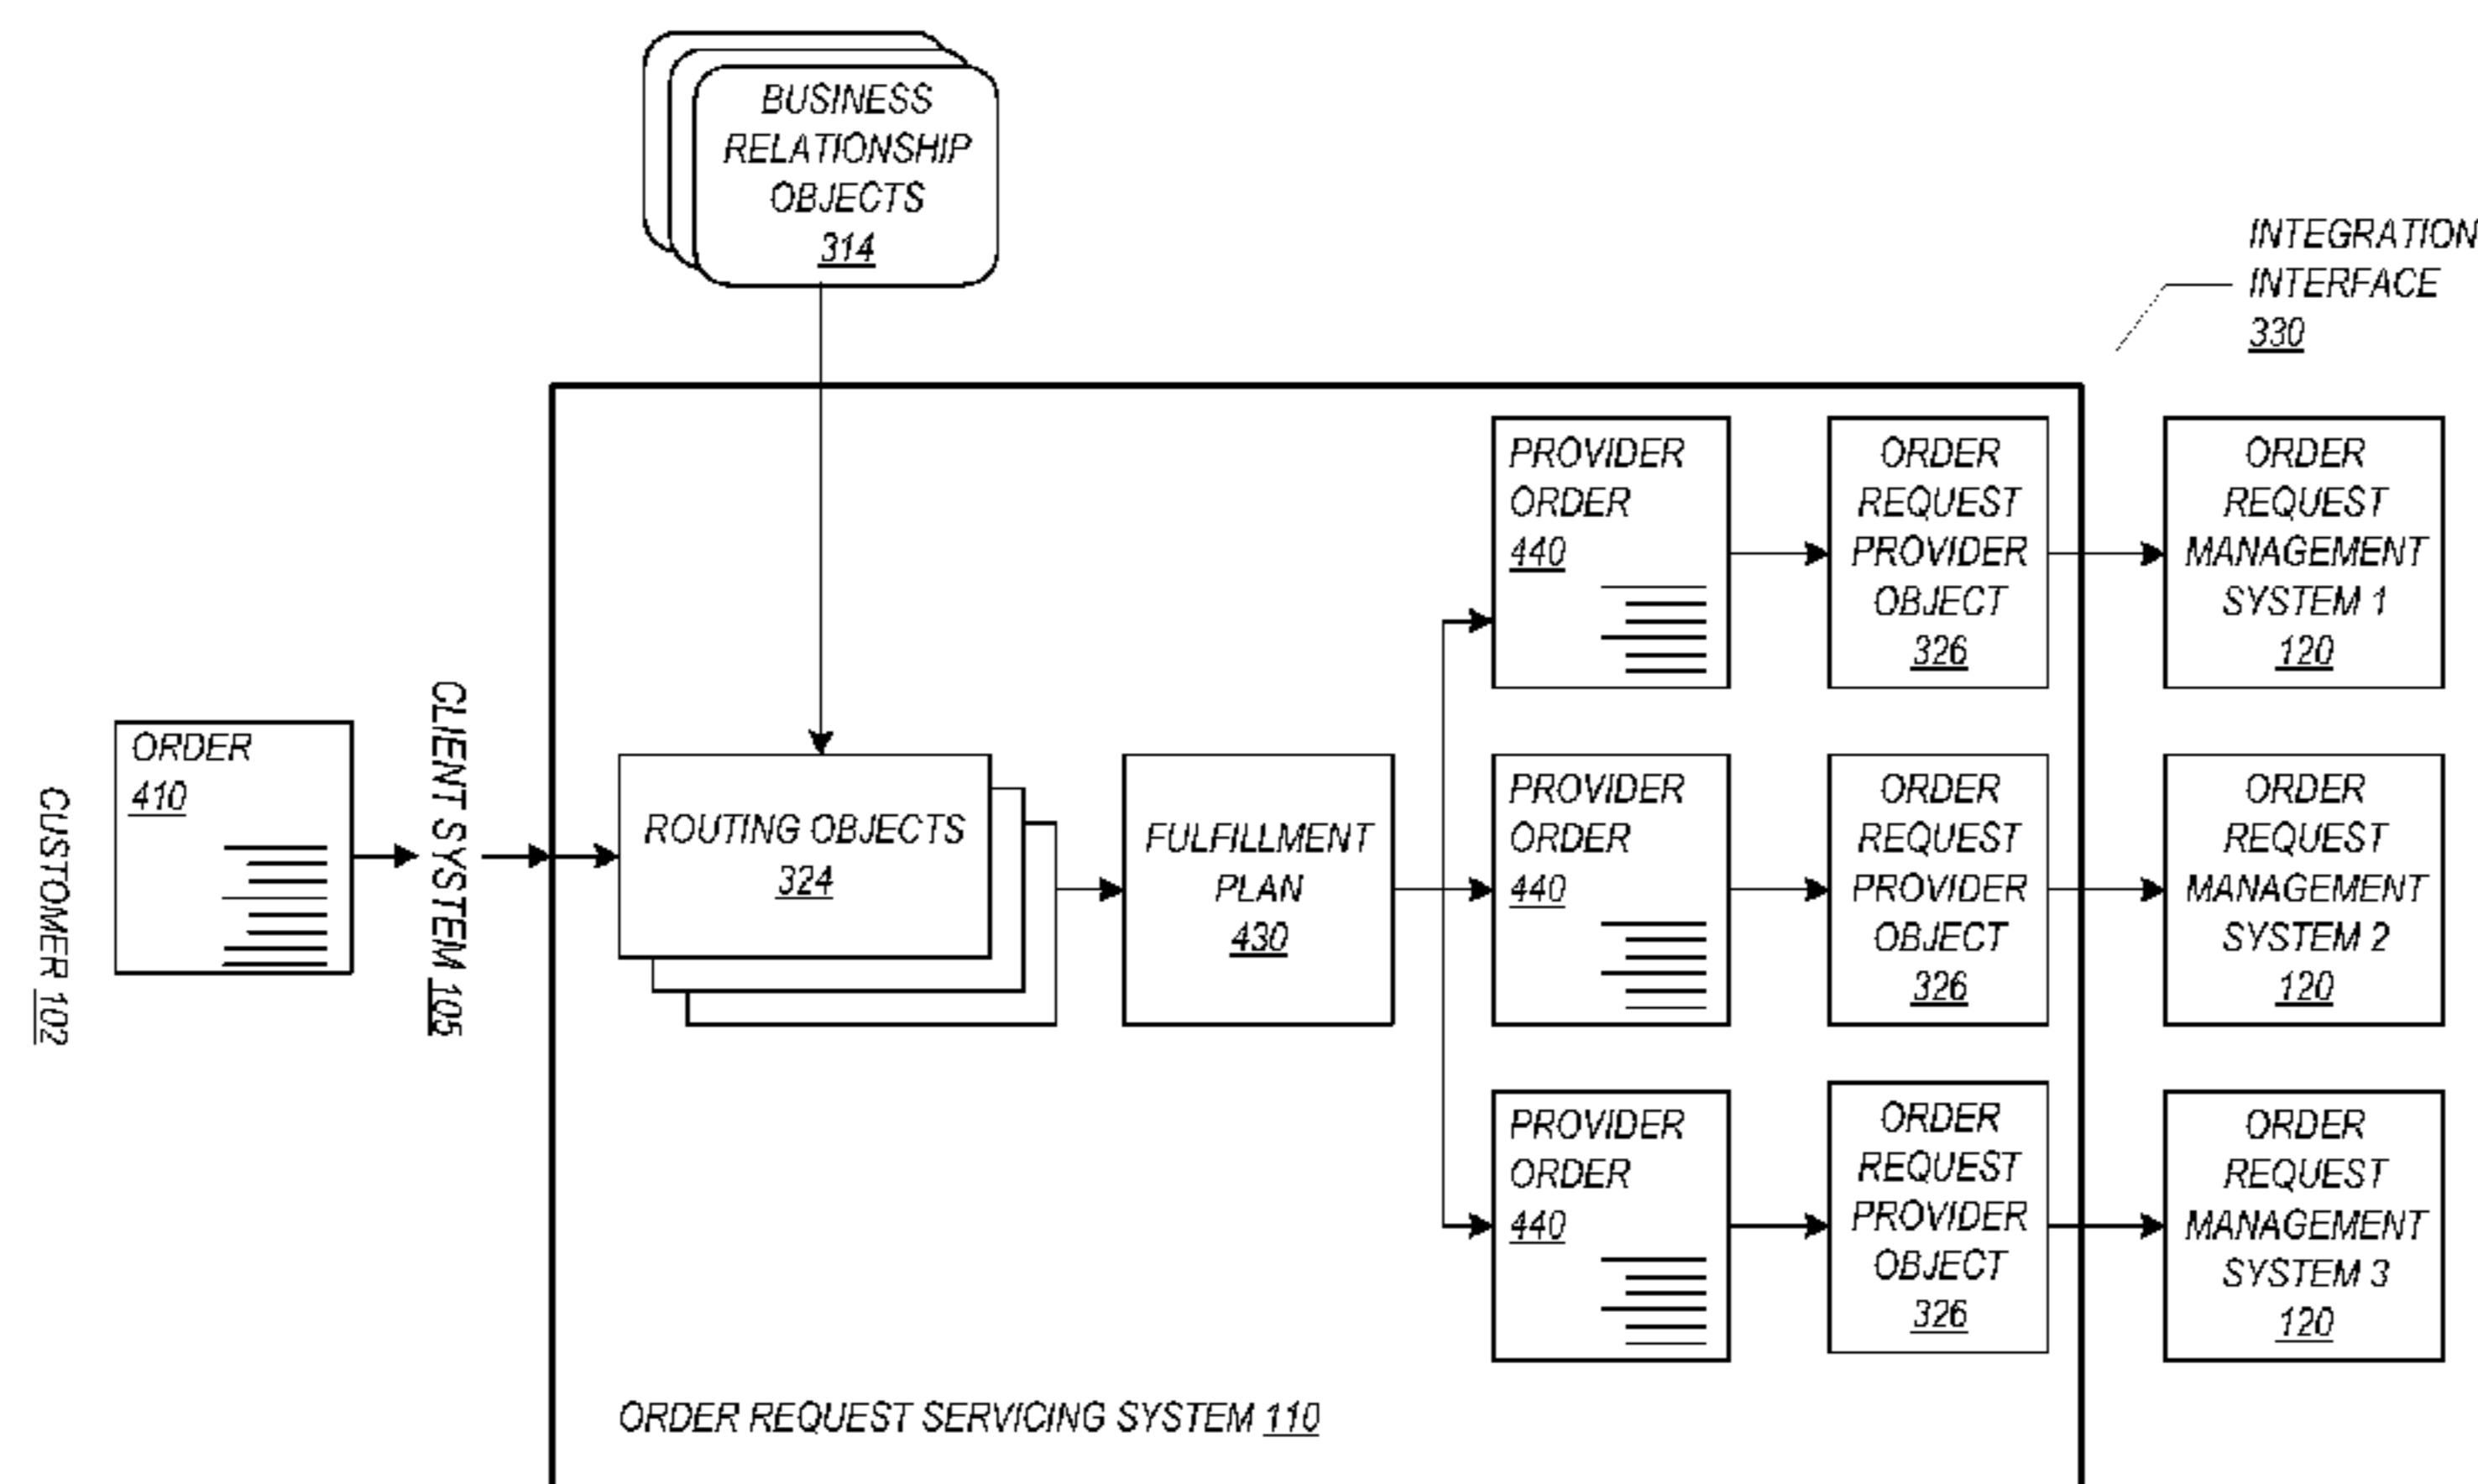 BUSINESS
RELATIONSHIP
OBJECTS
314
INTEGRATION
INTERFACE
330
CUSTOMER 102
ORDER
410
CLIENT SYSTEM 105
ROUTING OBJECTS
324
FULFILLMENT
PLAN
430
PROVIDER
ORDER
440
ORDER
REQUEST
PROVIDER
OBJECT
326
ORDER
REQUEST
MANAGEMENT
SYSTEM 1
120
PROVIDER
ORDER
440
ORDER
REQUEST
PROVIDER
OBJECT
326
ORDER
REQUEST
MANAGEMENT
SYSTEM 2
120
PROVIDER
ORDER
440
ORDER
REQUEST
PROVIDER
OBJECT
326
ORDER
REQUEST
MANAGEMENT
SYSTEM 3
120
ORDER REQUEST SERVICING SYSTEM 110